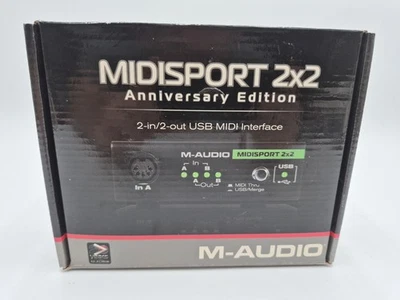 MIDISPORT 2x2
Anniversary Edition
2-in/2-out USB MIDI Interface
M-AUDIO MIDISPORT 2x2
In
A B
USB
In A
A B
Out
MIDI Thru
USB/Merge
M-AUDIO